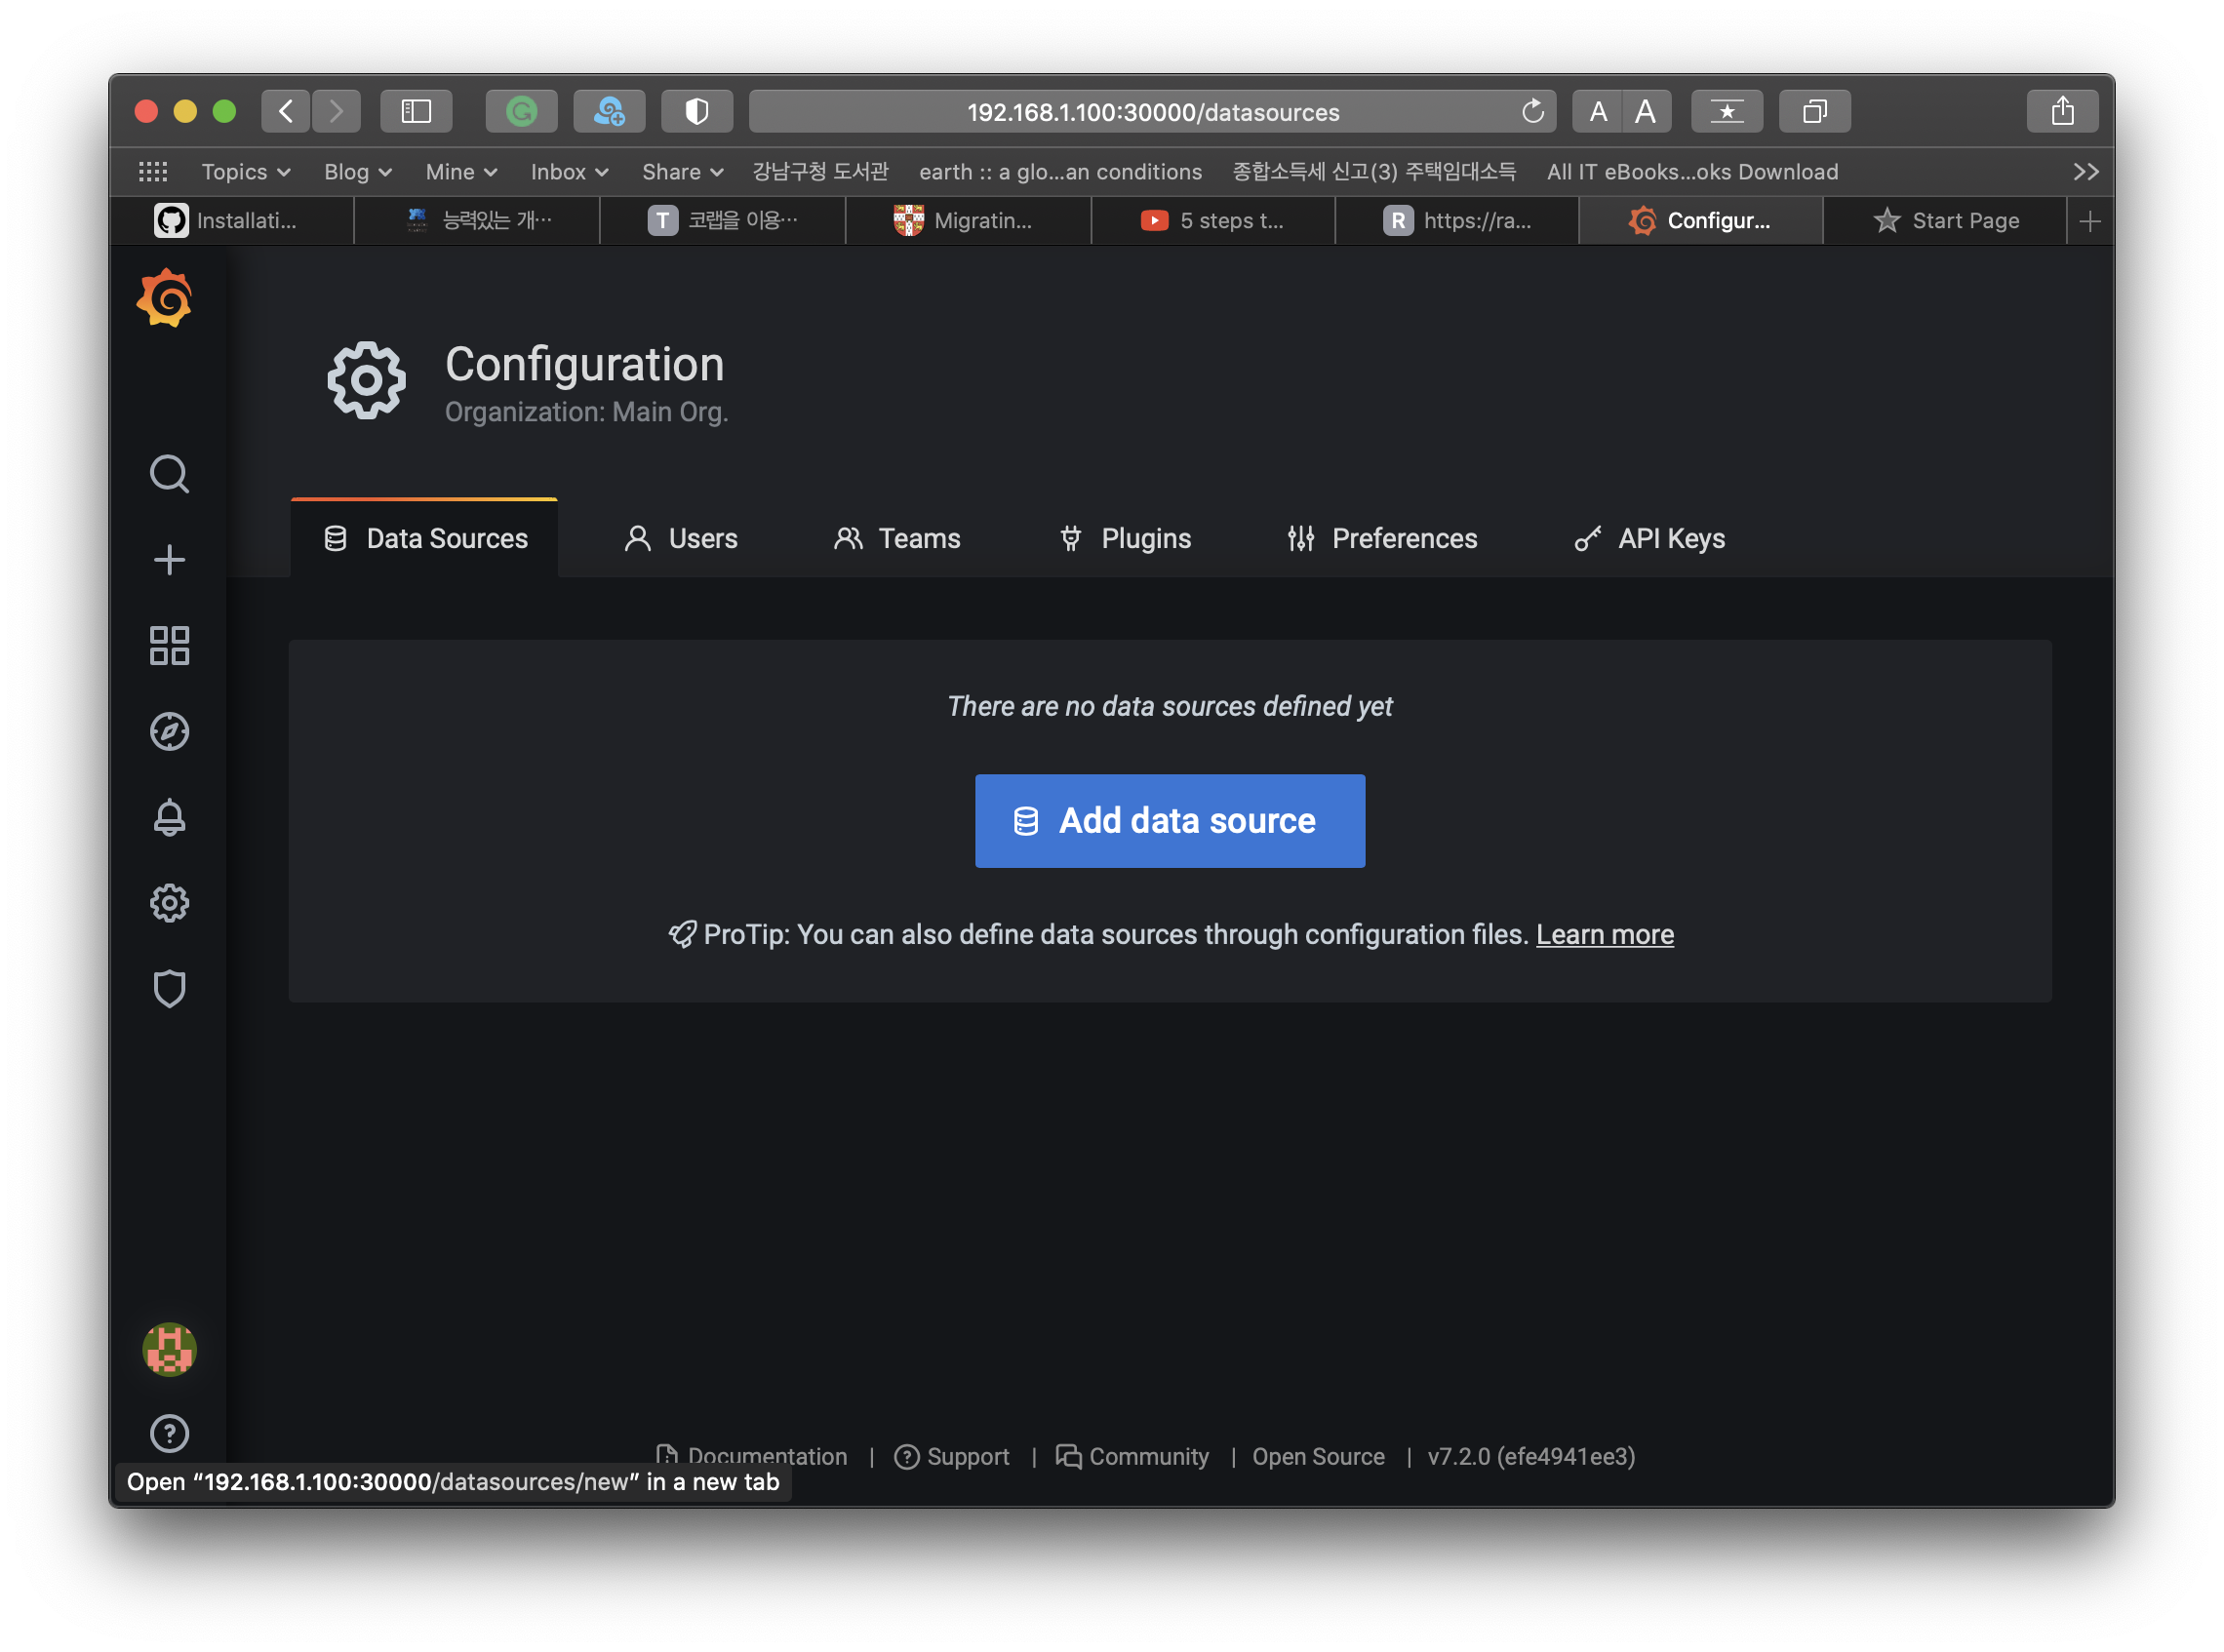 192.168.1.100:30000/datasources
A A
Topics Blog Mine Inbox Share 강남구청 도서관 earth :: a glo...an conditions 종합소득세 신고(3) 주택임대소득 All IT eBooks...oks Download
Installati... 능력있는 개… T 코랩을 이용… Migratin... 5 steps t... R https://ra... Configur... Start Page
Configuration
Organization: Main Org.
Data Sources Users Teams Plugins Preferences API Keys
There are no data sources defined yet
Add data source
ProTip: You can also define data sources through configuration files. Learn more
Documentation | Support | Community | Open Source | v7.2.0 (efe4941ee3)
Open “192.168.1.100:30000/datasources/new” in a new tab